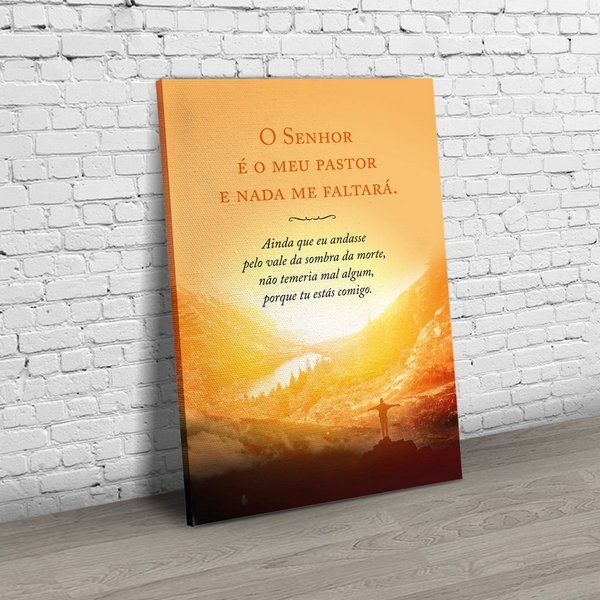 O Senhor
é o meu pastor
e nada me faltará.
Ainda que eu andasse
pelo vale da sombra da morte,
não temeria mal algum,
porque tu estás comigo.